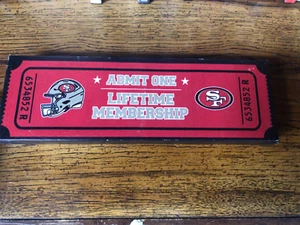 6534852 R
ADMIT ONE
LIFETIME
MEMBERSHIP
SF
6534852 R